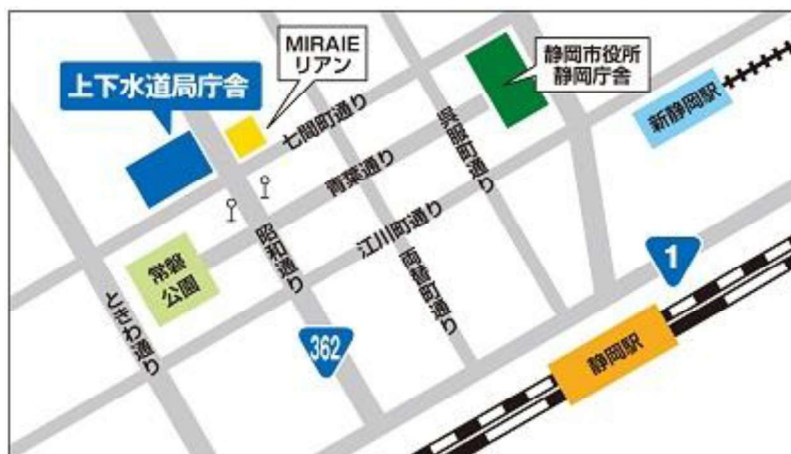 MIRAIE
リアン
上下水道局庁舎
静岡市役所
静岡庁舎
七間町通り
呉服町通り
新静岡駅
青葉通り
江川町通り
昭和通り
両替町通り
常磐
公園
ときわ通り
1
362
静岡駅